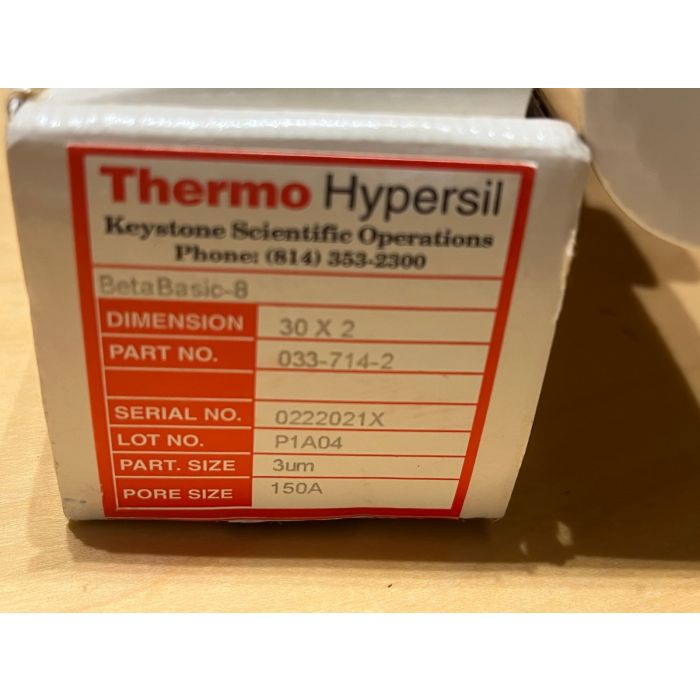 Thermo Hypersil
Keystone Scientific Operations
Phone: (814) 353-2300
BetaBasic-8
DIMENSION 30 X 2
PART NO. 033-714-2
SERIAL NO. 0222021X
LOT NO. P1A04
PART. SIZE 3um
PORE SIZE 150A